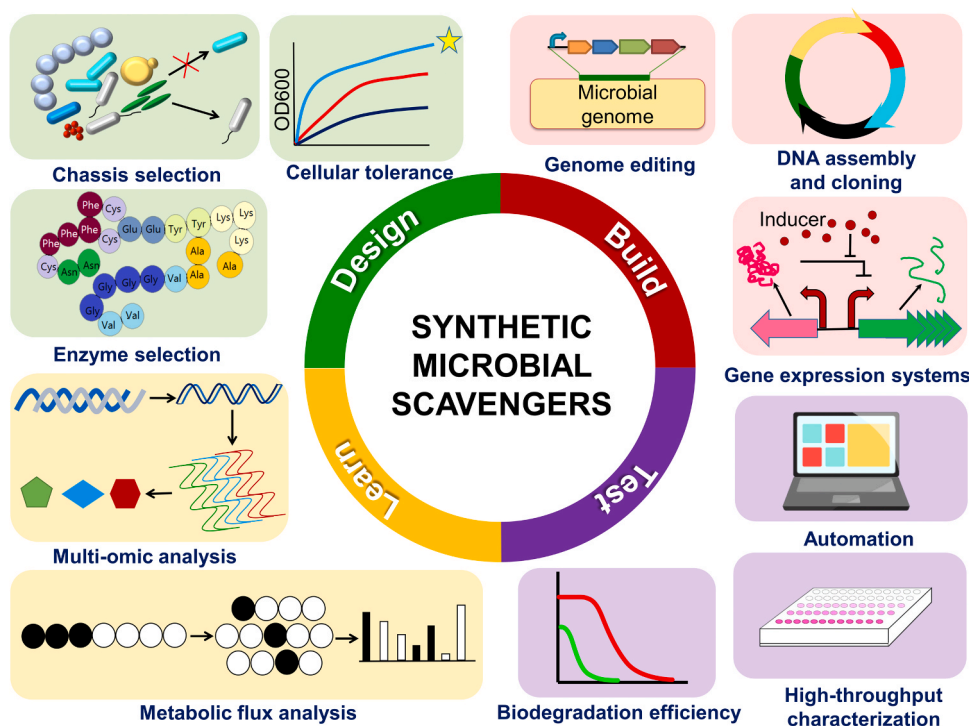 Chassis selection
OD600
Cellular tolerance
Microbial
genome
Genome editing
DNA assembly
and cloning
Phe
Cys
Phe
Phe
Phe
Cys
Glu
Glu
Tyr
Tyr
Lys
Lys
Lys
Cys
Asn
Asn
Ala
Ala
Ala
Gly
Gly
Gly
Val
Gly
Val
Val
Enzyme selection
Design
Build
SYNTHETIC
MICROBIAL
SCAVENGERS
Learn
Test
Inducer
Gene expression systems
Multi-omic analysis
Automation
Metabolic flux analysis
Biodegradation efficiency
High-throughput
characterization